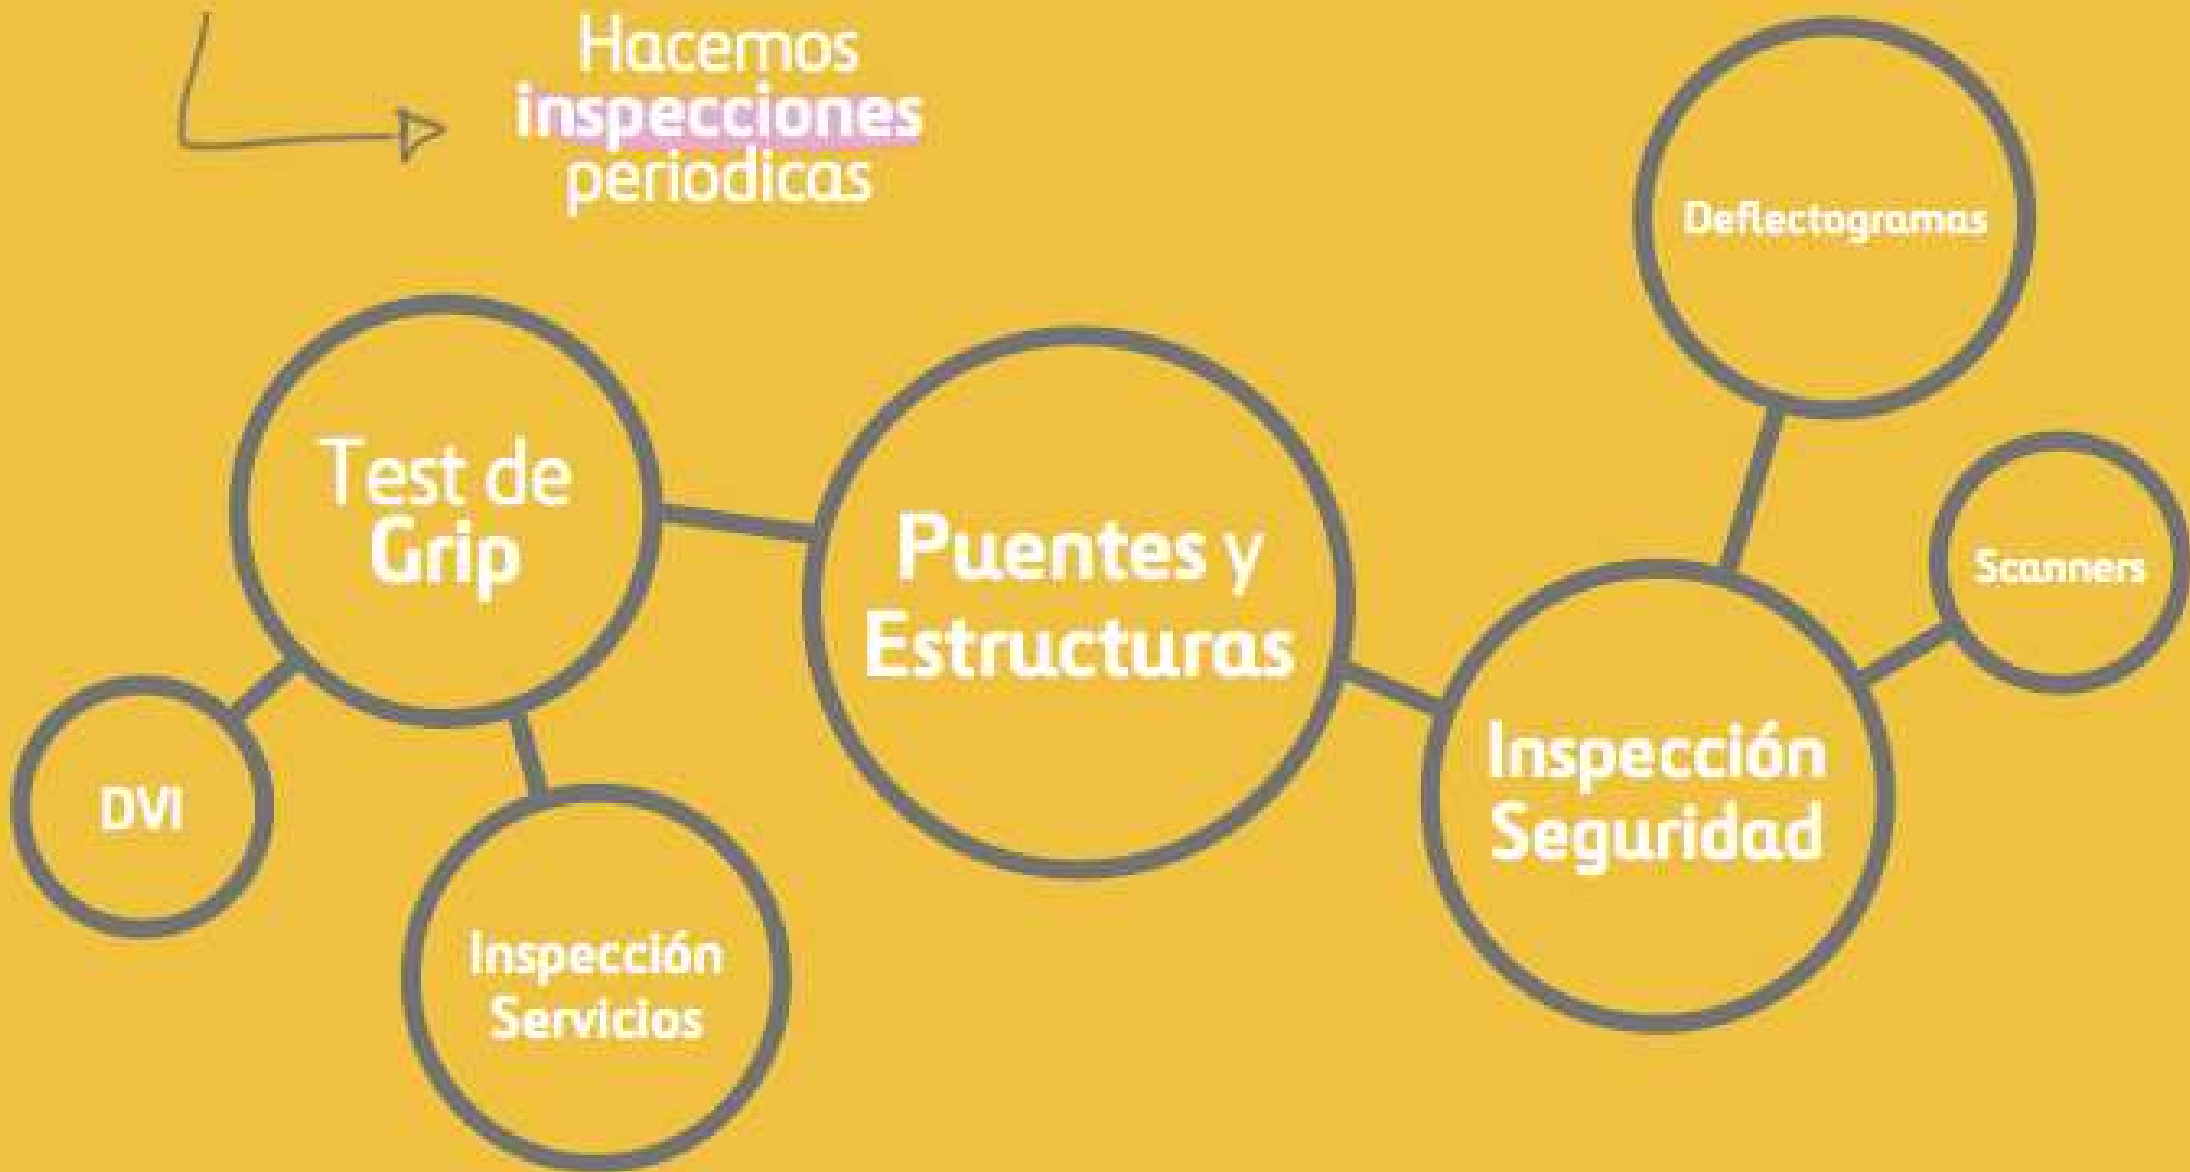 Hacemos
inspecciones
periodicas
Deflectogramas
Test de
Grip
Puentes y
Estructuras
Scanners
Inspección
Seguridad
DVI
Inspección
Servicios